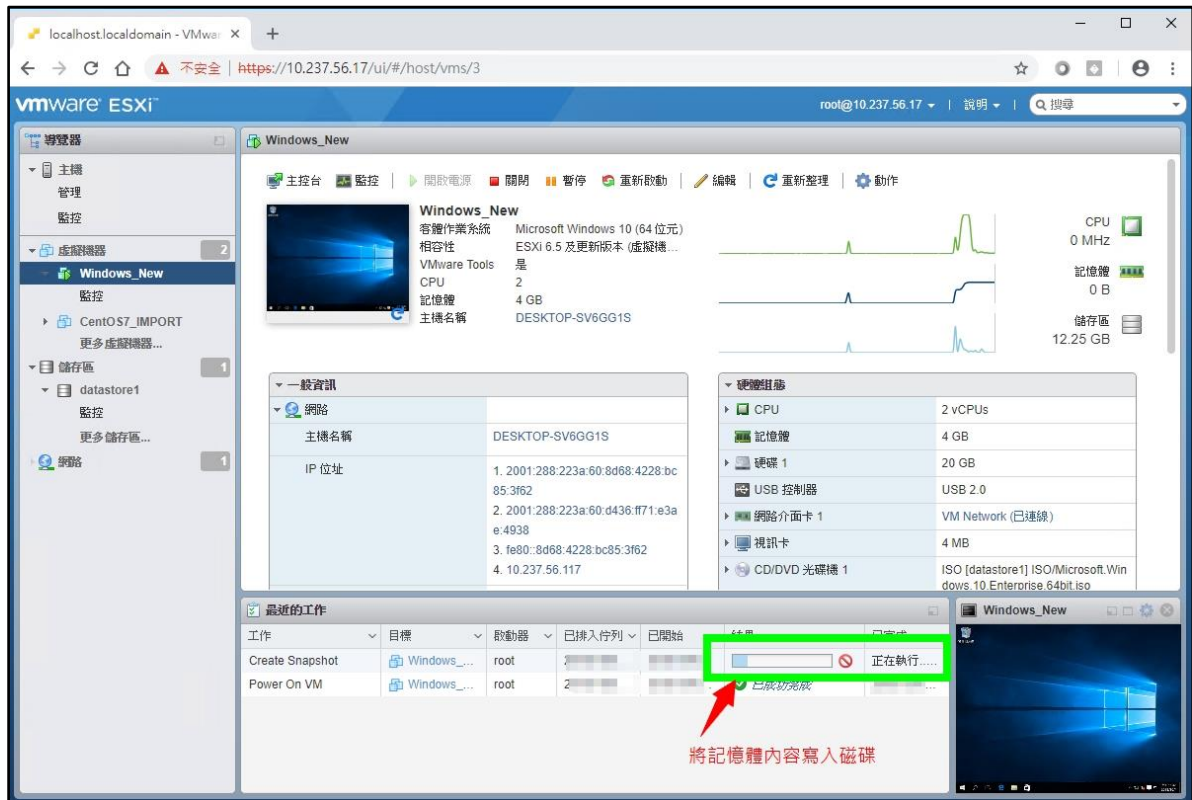 localhost.localdomain - VMwar
不安全 | https://10.237.56.17/ui/#/host/vms/3
vmware ESXi™
root@10.237.56.17 | 說明 | 搜尋
導覽器
主機
管理
監控
虛擬機器 2
Windows_New
監控
CentOS7_IMPORT
更多虛擬機器...
儲存區 1
datastore1
監控
更多儲存區...
網路 1
Windows_New
主控台 監控 | 開啟電源 關閉 暫停 重新啟動 | 編輯 | 重新整理 | 動作
Windows_New
客體作業系統 Microsoft Windows 10 (64 位元)
相容性 ESXi 6.5 及更新版本 (虛擬機...
VMware Tools 是
CPU 2
記憶體 4 GB
主機名稱 DESKTOP-SV6GG1S
CPU
0 MHz
記憶體
0 B
儲存區
12.25 GB
一般資訊
網路
主機名稱 DESKTOP-SV6GG1S
IP 位址 1. 2001:288:223a:60:8d68:4228:bc
85:3f62
2. 2001:288:223a:60:d436:ff71:e3a
e:4938
3. fe80::8d68:4228:bc85:3f62
4. 10.237.56.117
硬體組態
CPU 2 vCPUs
記憶體 4 GB
硬碟 1 20 GB
USB 控制器 USB 2.0
網路介面卡 1 VM Network (已連線)
視訊卡 4 MB
CD/DVD 光碟機 1 ISO [datastore1] ISO/Microsoft.Win
dows.10.Enterprise.64bit.iso
最近的工作
工作 目標 啟動器 已排入佇列 已開始 結果 已完成
Create Snapshot Windows_... root 2 正在執行.....
Power On VM Windows_... root 2 已成功完成
將記憶體內容寫入磁碟
Windows_New